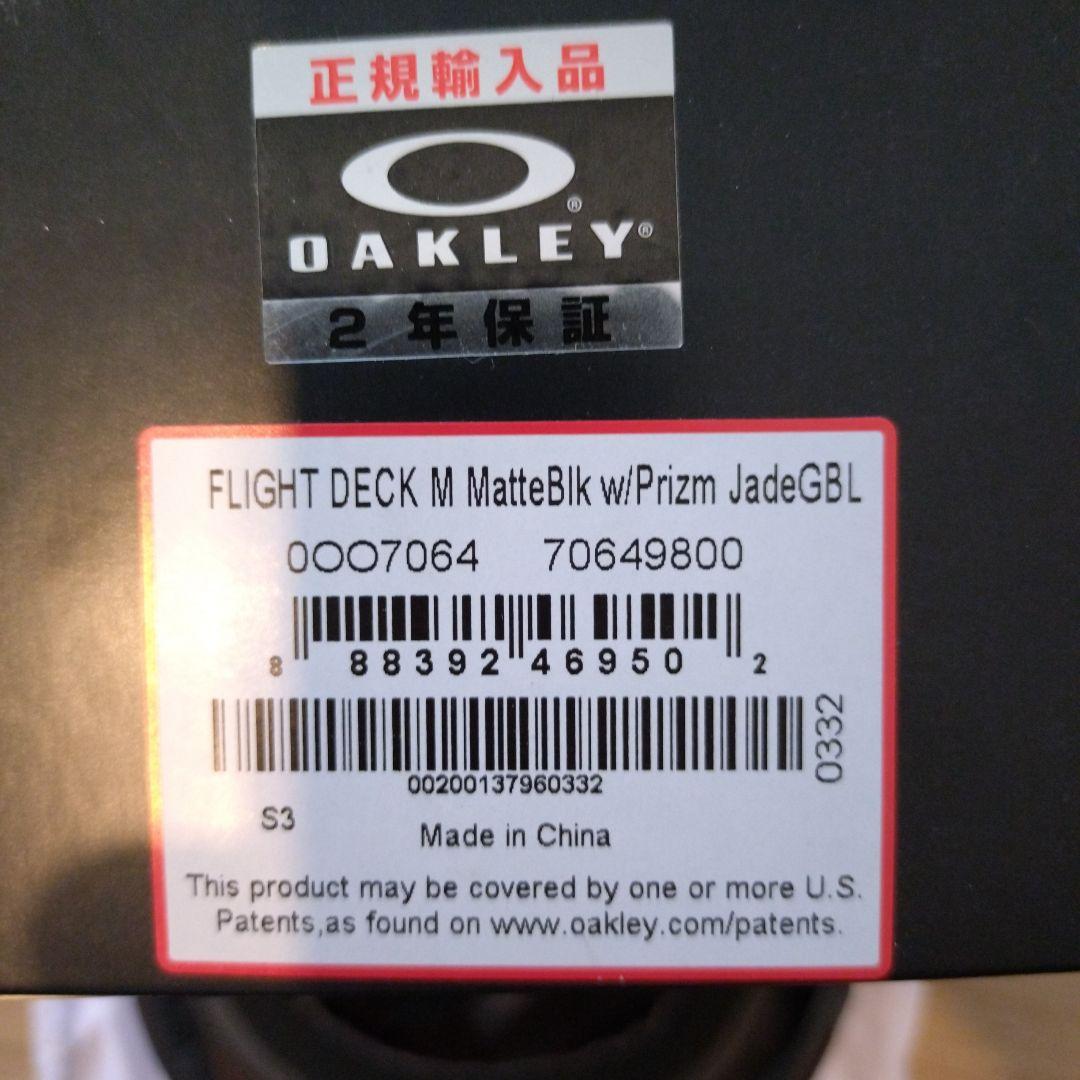 正規輸入品
®
OAKLEY®
2年保証
FLIGHT DECK M MatteBlk w/Prizm JadeGBL
0OO7064 70649800
8 88392 46950 2
00200137960332
0332
S3
Made in China
This product may be covered by one or more U.S.
Patents,as found on www.oakley.com/patents.